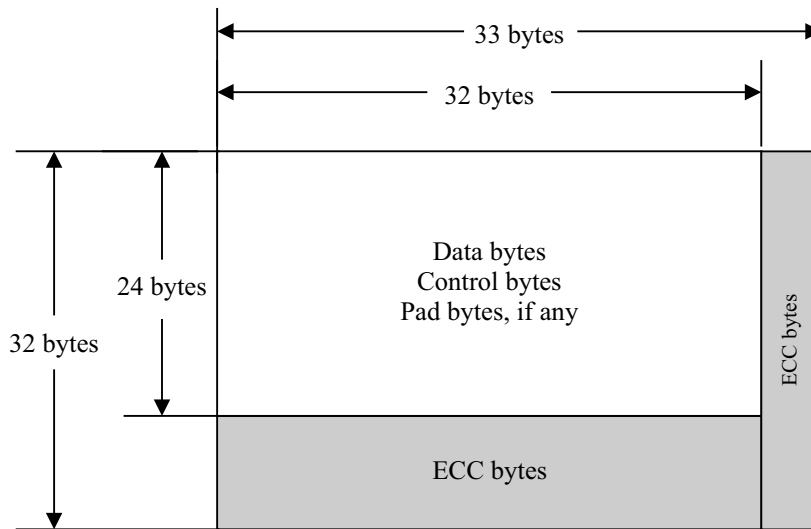 33 bytes
32 bytes
Data bytes
Control bytes
Pad bytes, if any
24 bytes
32 bytes
ECC bytes
ECC bytes